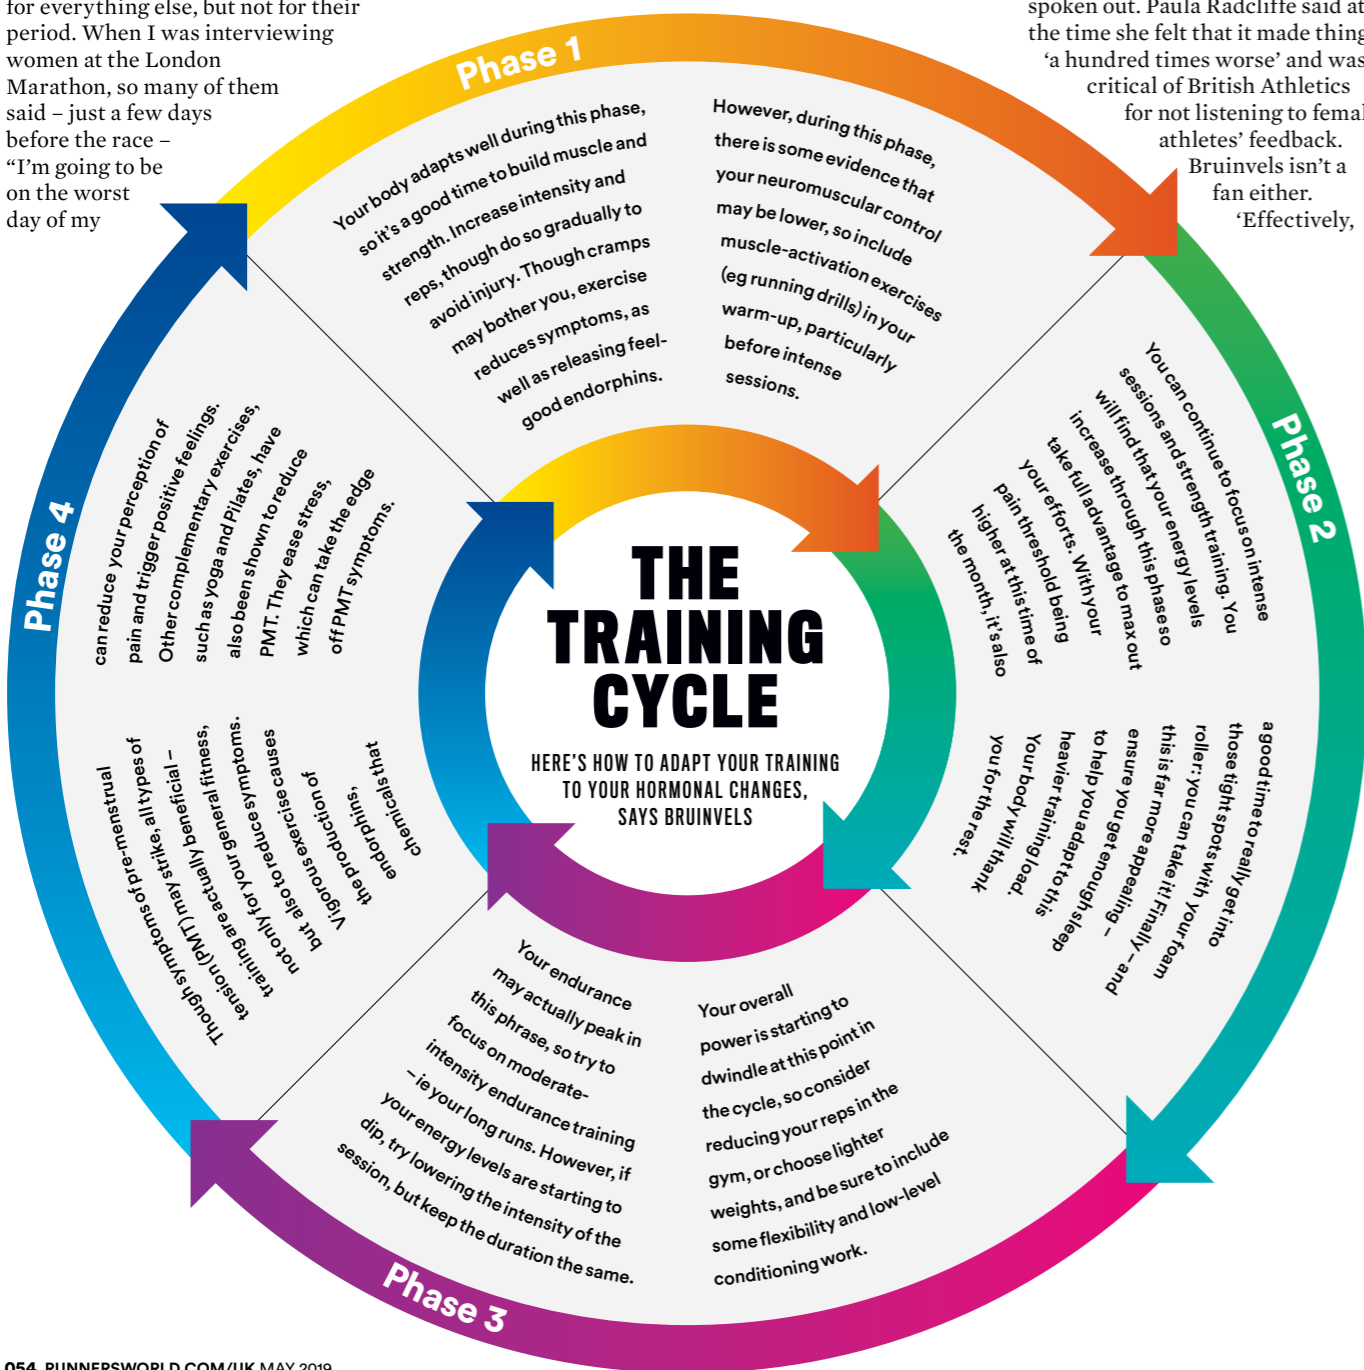 for everything else, but not for their
period. When I was interviewing
women at the London
Marathon, so many of them
said – just a few days
before the race –
“I’m going to be
on the worst
day of my
spoken out. Paula Radcliffe said at
the time she felt that it made thing
‘a hundred times worse’ and was
critical of British Athletics
for not listening to femal
athletes’ feedback.
Bruinvels isn’t a
fan either.
‘Effectively,
THE
TRAINING
CYCLE
HERE’S HOW TO ADAPT YOUR TRAINING
TO YOUR HORMONAL CHANGES,
SAYS BRUINVELS
Phase 1
Your body adapts well during this phase,
so it’s a good time to build muscle and
strength. Increase intensity and
reps, though do so gradually to
avoid injury. Though cramps
may bother you, exercise
reduces symptoms, as
well as releasing feel-
good endorphins.
However, during this phase,
there is some evidence that
your neuromuscular control
may be lower, so include
muscle-activation exercises
(eg running drills) in your
warm-up, particularly
before intense
sessions.
Phase 2
You can continue to focus on intense
sessions and strength training. You
will find that your energy levels
increase through this phase so
take full advantage to max out
your efforts. With your
pain threshold being
higher at this time of
the month, it’s also
a good time to really get into
those tight spots with your foam
roller: you can take it! Finally – and
this is far more appealing –
ensure you get enough sleep
to help you adapt to this
heavier training load.
Your body will thank
you for the rest.
Phase 3
Your endurance
may actually peak in
this phrase, so try to
focus on moderate-
intensity endurance training
– ie your long runs. However, if
your energy levels are starting to
dip, try lowering the intensity of the
session, but keep the duration the same.
Your overall
power is starting to
dwindle at this point in
the cycle, so consider
reducing your reps in the
gym, or choose lighter
weights, and be sure to include
some flexibility and low-level
conditioning work.
Phase 4
Though symptoms of pre-menstrual
tension (PMT) may strike, all types of
training are actually beneficial –
not only for your general fitness,
but also to reduce symptoms.
Vigorous exercise causes
the production of
endorphins,
chemicals that
can reduce your perception of
pain and trigger positive feelings.
Other complementary exercises,
such as yoga and Pilates, have
also been shown to reduce
PMT. They ease stress,
which can take the edge
off PMT symptoms.
054 RUNNERSWORLD.COM/UK MAY 2019